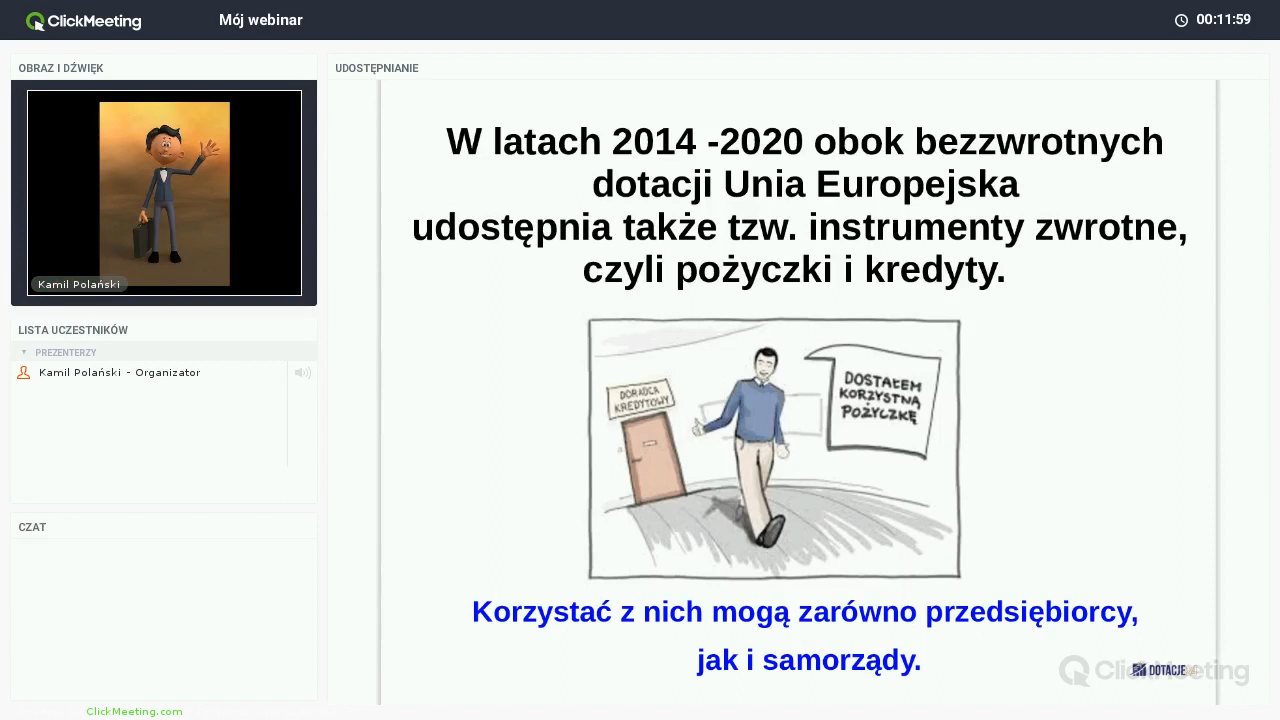 ClickMeeting
Mój webinar
00:11:59
OBRAZ I DŹWIĘK
Kamil Polański
LISTA UCZESTNIKÓW
PREZENTERZY
Kamil Polański - Organizator
CZAT
ClickMeeting.com
UDOSTĘPNIANIE
W latach 2014 -2020 obok bezzwrotnych
dotacji Unia Europejska
udostępnia także tzw. instrumenty zwrotne,
czyli pożyczki i kredyty.
DORADCA
KREDYTOWY
DOSTAŁEM
KORZYSTNĄ
POŻYCZKĘ
Korzystać z nich mogą zarówno przedsiębiorcy,
jak i samorządy.
ClickMeeting
DOTACJE